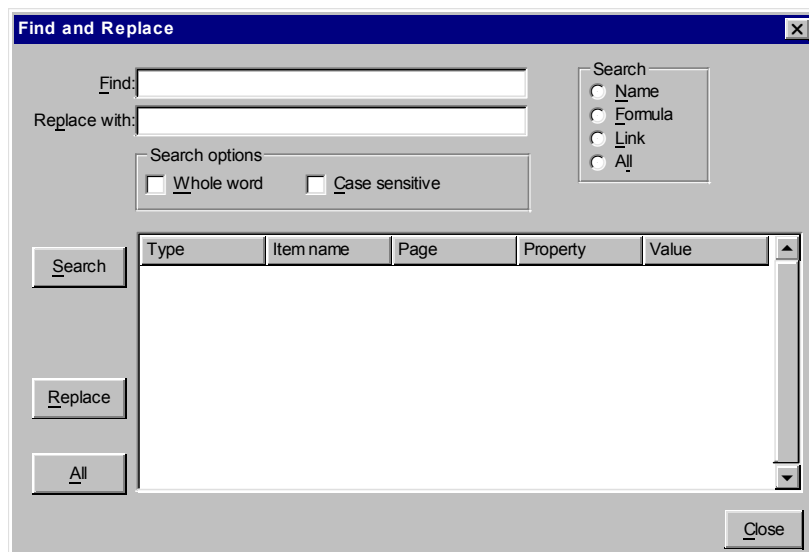 Find and Replace
Find:
Replace with:
Search
Name
Formula
Link
All
Search options
Whole word
Case sensitive
Type
Item name
Page
Property
Value
Search
Replace
All
Close